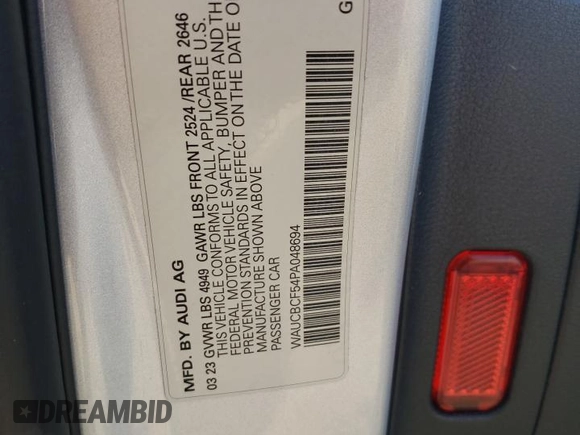 MFD. BY AUDI AG
03 23 GVWR LBS 4949 GAWR LBS FRONT 2524 /REAR 2646
THIS VEHICLE CONFORMS TO ALL APPLICABLE U.S.
FEDERAL MOTOR VEHICLE SAFETY, BUMPER AND TH
PREVENTION STANDARDS IN EFFECT ON THE DATE O
MANUFACTURE SHOWN ABOVE
PASSENGER CAR
WAUCBCF54PA048694
G
DREAMBID